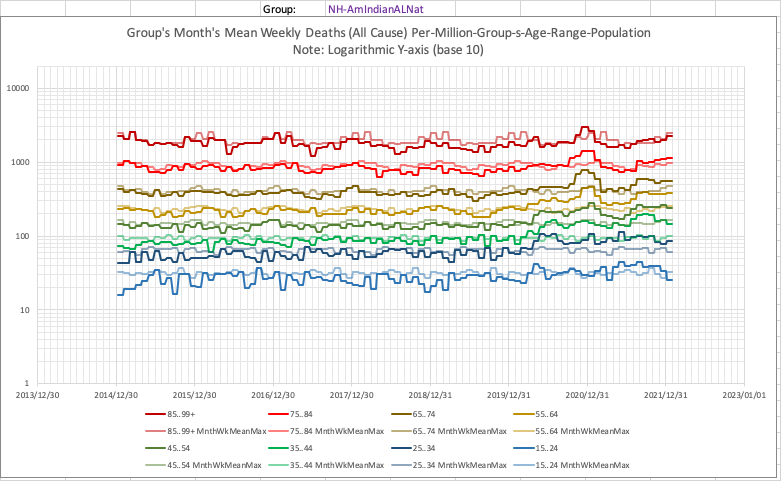 Group: NH-AmIndianALNat
Group's Month's Mean Weekly Deaths (All Cause) Per-Million-Group-s-Age-Range-Population
Note: Logarithmic Y-axis (base 10)
10000
1000
100
10
1
2013/12/30 2014/12/30 2015/12/30 2016/12/30 2017/12/30 2018/12/31 2019/12/31 2020/12/31 2021/12/31 2023/01/01
85..99+ 75..84 65..74 55..64
85..99+ MnthWkMeanMax 75..84 MnthWkMeanMax 65..74 MnthWkMeanMax 55..64 MnthWkMeanMax
45..54 35..44 25..34 15..24
45..54 MnthWkMeanMax 35..44 MnthWkMeanMax 25..34 MnthWkMeanMax 15..24 MnthWkMeanMax